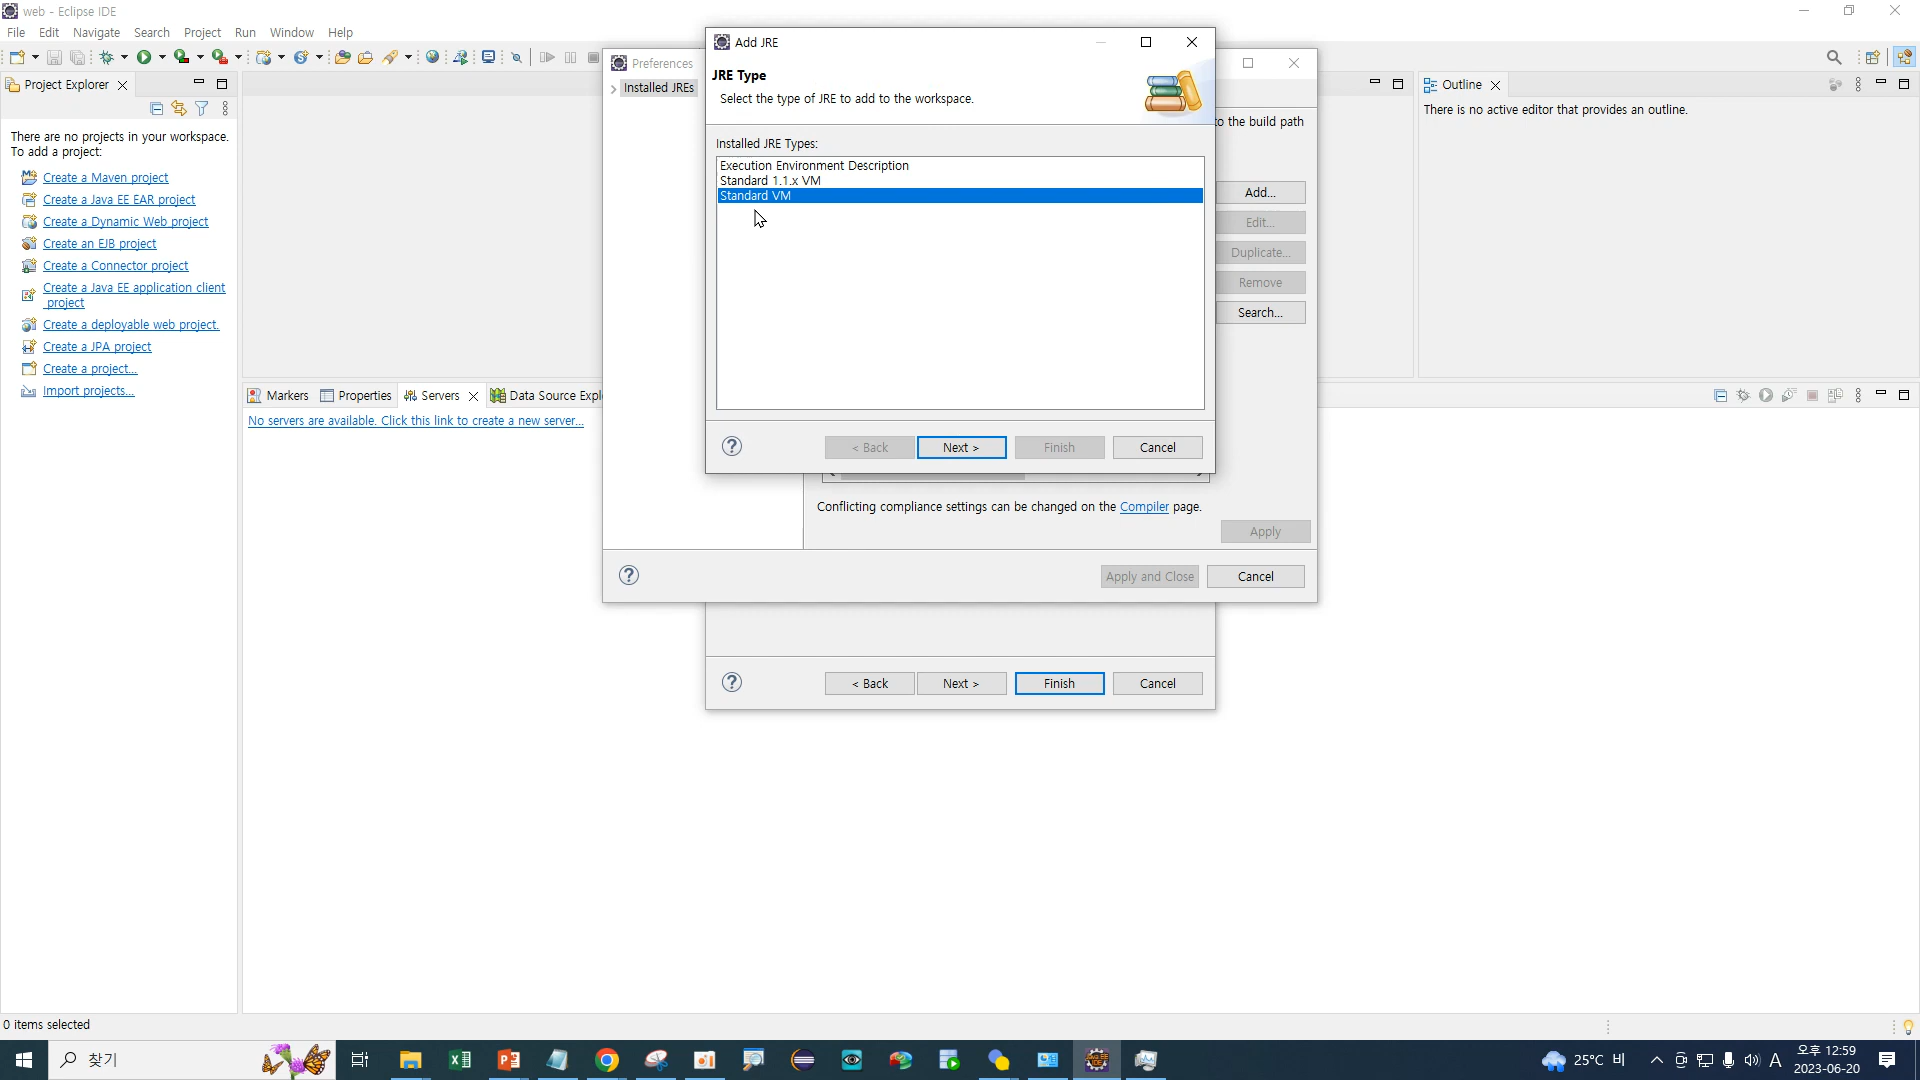 web - Eclipse IDE
File Edit Navigate Search Project Run Window Help
Project Explorer
There are no projects in your workspace.
To add a project:
Create a Maven project
Create a Java EE EAR project
Create a Dynamic Web project
Create an EJB project
Create a Connector project
Create a Java EE application client
project
Create a deployable web project.
Create a JPA project
Create a project...
Import projects...
Add JRE
JRE Type
Select the type of JRE to add to the workspace.
Installed JRE Types:
Execution Environment Description
Standard 1.1.x VM
Standard VM
< Back Next > Finish Cancel
Preferences
Installed JREs
to the build path
Add...
Edit...
Duplicate...
Remove
Search...
Conflicting compliance settings can be changed on the Compiler page.
Apply
Apply and Close Cancel
< Back Next > Finish Cancel
Outline
There is no active editor that provides an outline.
Markers Properties Servers Data Source Expl
No servers are available. Click this link to create a new server...
0 items selected
찾기
25°C 비
A
오후 12:59
2023-06-20